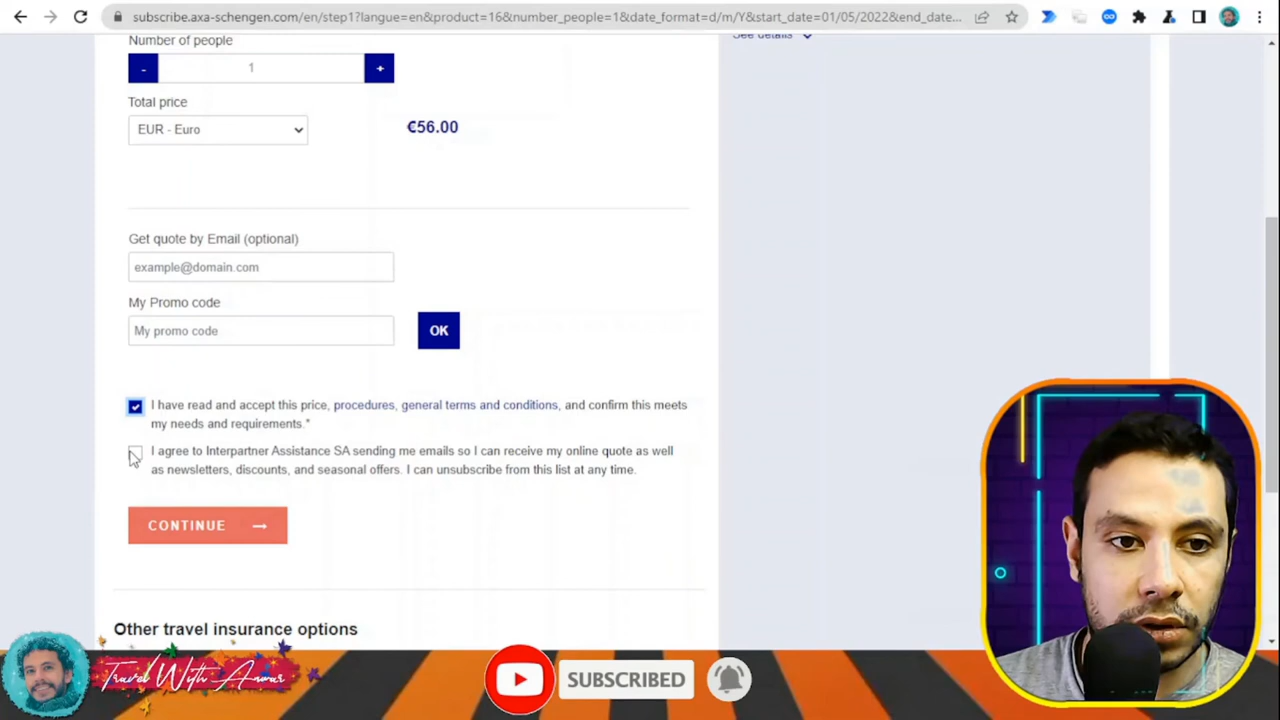 subscribe.axa-schengen.com/en/step1?langue=en&product=16&number_people=1&date_format=d/m/Y&start_date=01/05/2022&end_date...
Number of people
See details
- 1 +
Total price
EUR - Euro €56.00
Get quote by Email (optional)
example@domain.com
My Promo code
My promo code OK
I have read and accept this price, procedures, general terms and conditions, and confirm this meets
my needs and requirements.*
I agree to Interpartner Assistance SA sending me emails so I can receive my online quote as well
as newsletters, discounts, and seasonal offers. I can unsubscribe from this list at any time.
CONTINUE →
Other travel insurance options
Travel With Anwar
SUBSCRIBED